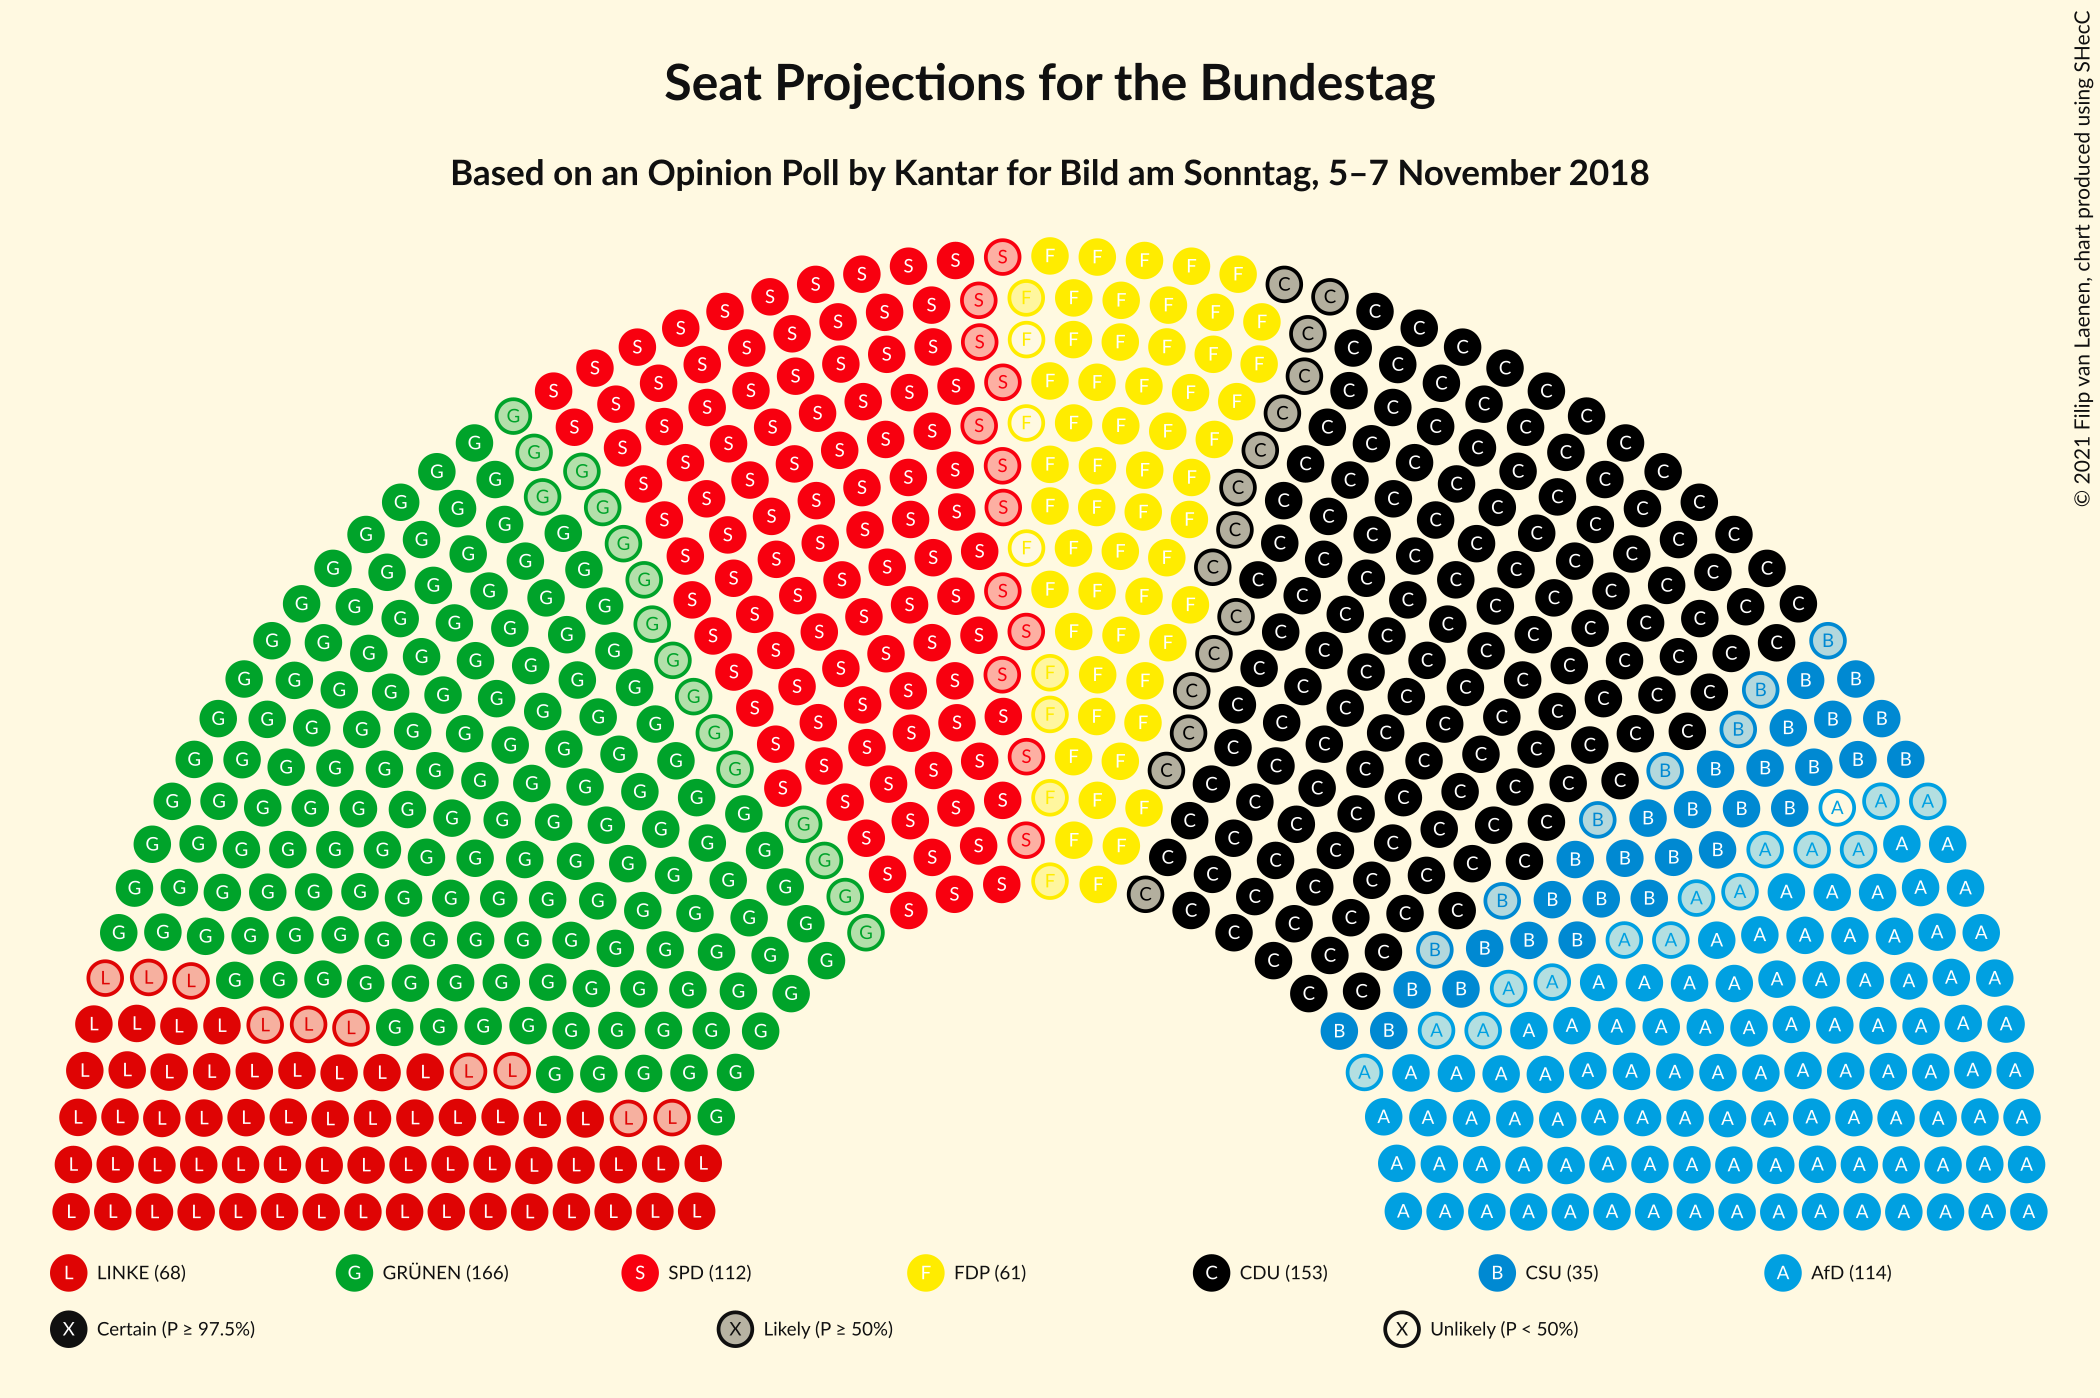 Seat Projections for the Bundestag
Based on an Opinion Poll by Kantar for Bild am Sonntag, 5–7 November 2018
© 2021 Filip van Laenen, chart produced using SHecC
L LINKE (68)
G GRÜNEN (166)
S SPD (112)
F FDP (61)
C CDU (153)
B CSU (35)
A AfD (114)
X Certain (P ≥ 97.5%)
X Likely (P ≥ 50%)
X Unlikely (P < 50%)